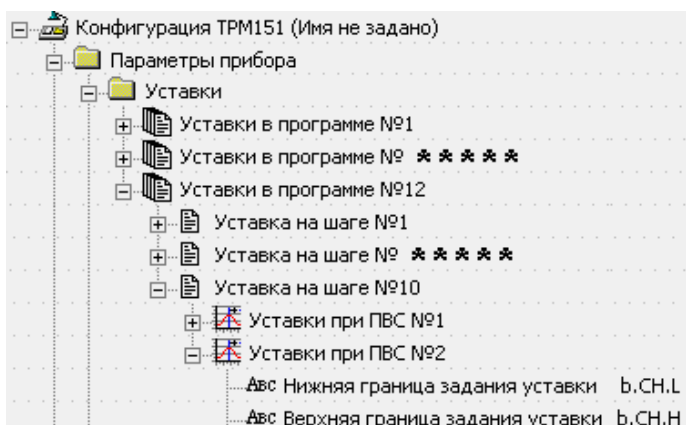 Конфигурация ТРМ151 (Имя не задано)
Параметры прибора
Уставки
Уставки в программе №1
Уставки в программе № * * * * *
Уставки в программе №12
Уставка на шаге №1
Уставка на шаге № * * * * *
Уставка на шаге №10
Уставки при ПВС №1
Уставки при ПВС №2
Авс Нижняя граница задания уставки b.CH.L
Авс Верхняя граница задания уставки b.CH.H